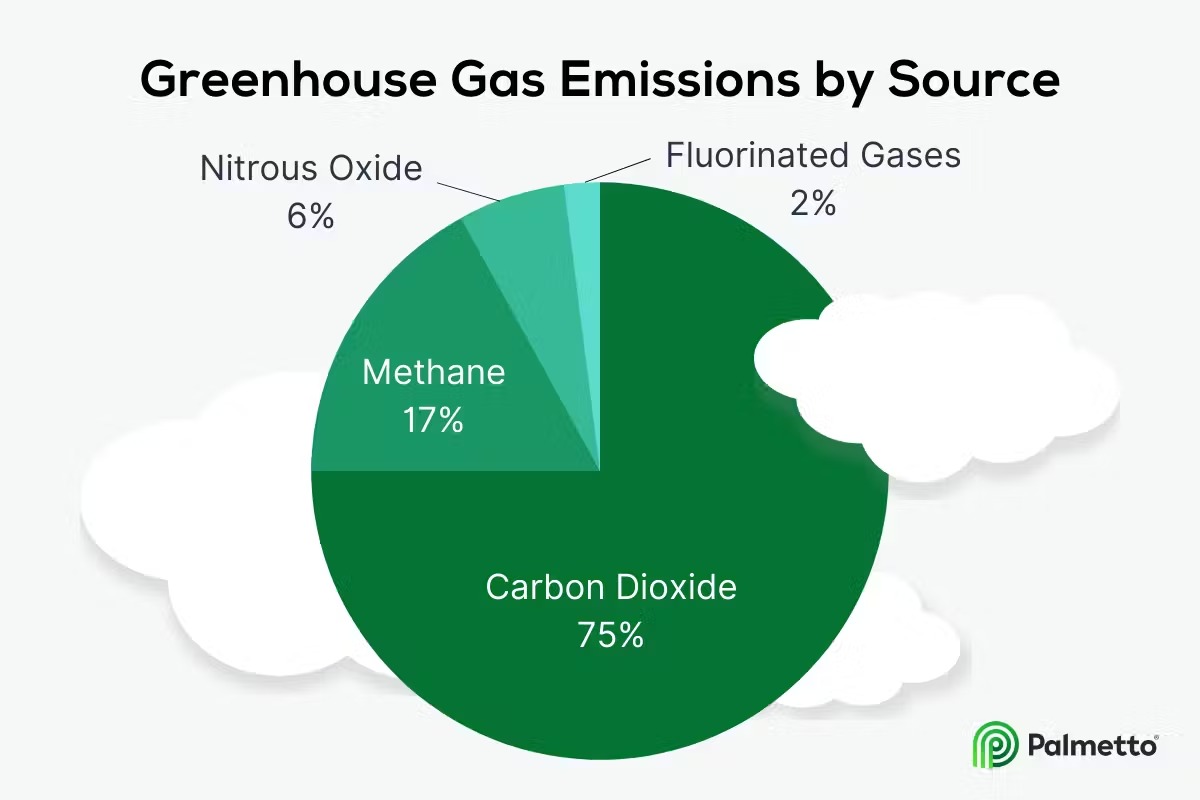 Greenhouse Gas Emissions by Source
Nitrous Oxide
6%
Fluorinated Gases
2%
Methane
17%
Carbon Dioxide
75%
Palmetto®